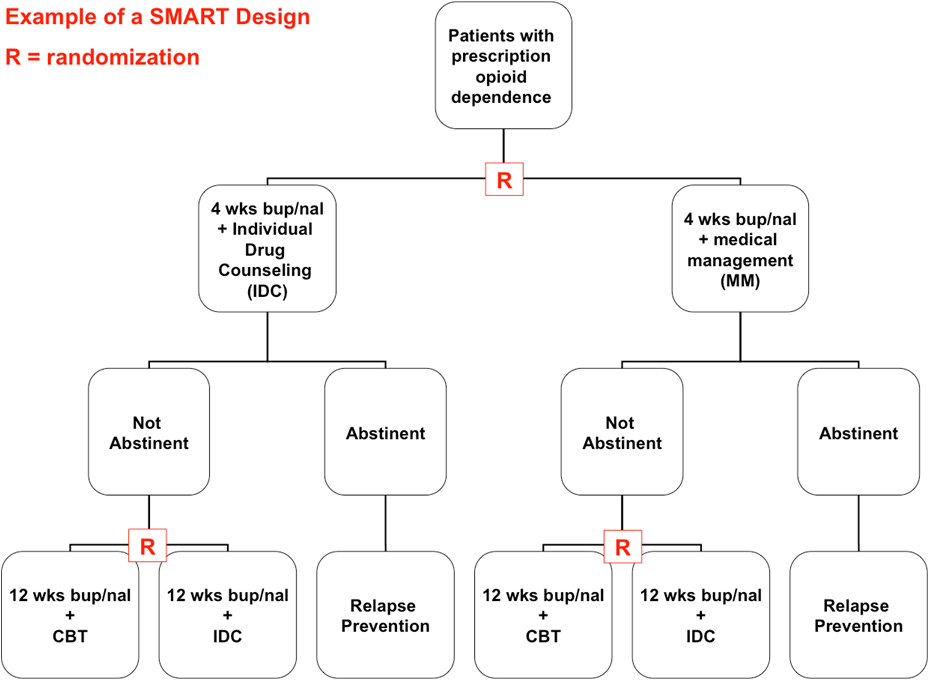 Example of a SMART Design
R = randomization
Patients with
prescription
opioid
dependence
R
4 wks bup/nal
+ Individual
Drug
Counseling
(IDC)
4 wks bup/nal
+ medical
management
(MM)
Not
Abstinent
Abstinent
Not
Abstinent
Abstinent
R
R
12 wks bup/nal
+
CBT
12 wks bup/nal
+
IDC
Relapse
Prevention
12 wks bup/nal
+
CBT
12 wks bup/nal
+
IDC
Relapse
Prevention